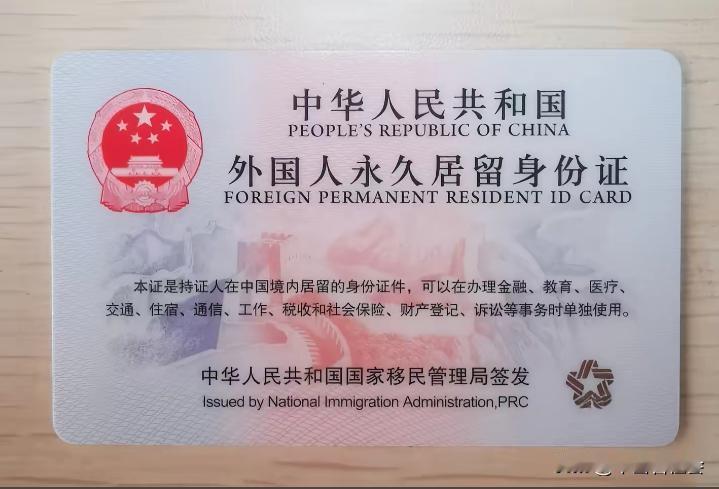 中华人民共和国
PEOPLE'S REPUBLIC OF CHINA
外国人永久居留身份证
FOREIGN PERMANENT RESIDENT ID CARD
本证是持证人在中国境内居留的身份证件，可以在办理金融、教育、医疗、
交通、住宿、通信、工作、税收和社会保险、财产登记、诉讼等事务时单独使用。
中华人民共和国国家移民管理局签发
Issued by National Immigration Administration,PRC